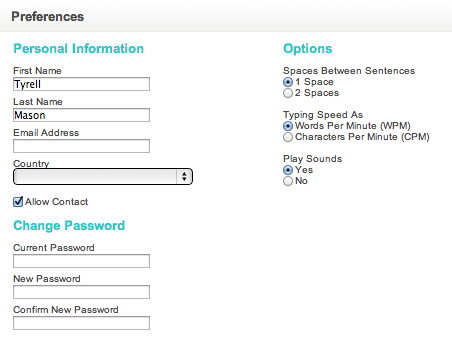 Preferences
Personal Information
First Name
Tyrell
Last Name
Mason
Email Address
Country
Allow Contact
Change Password
Current Password
New Password
Confirm New Password
Options
Spaces Between Sentences
1 Space
2 Spaces
Typing Speed As
Words Per Minute (WPM)
Characters Per Minute (CPM)
Play Sounds
Yes
No